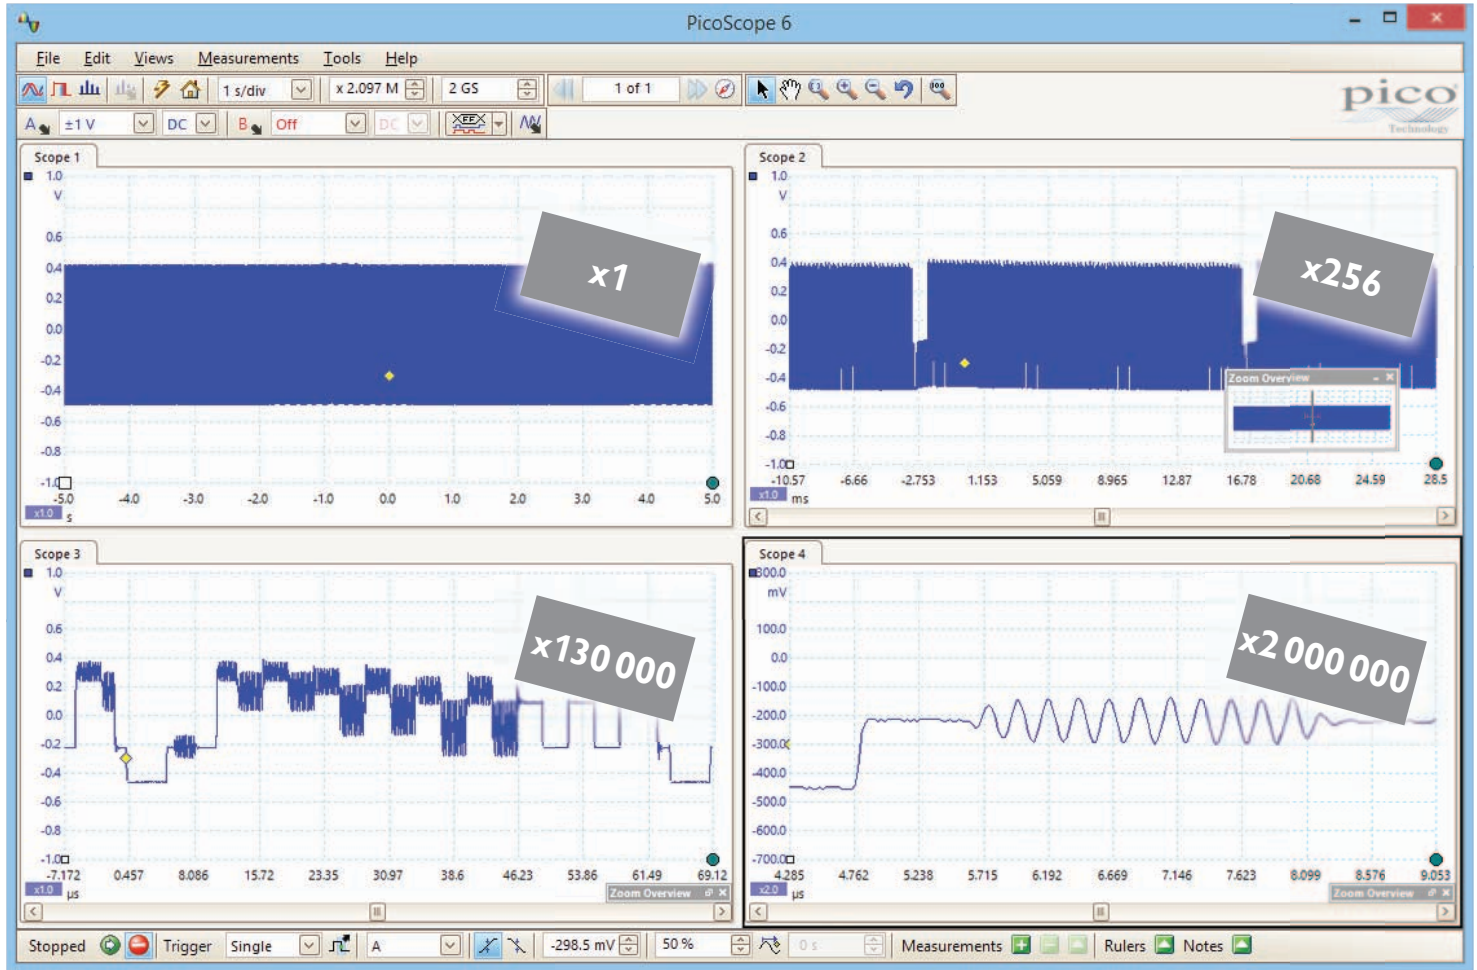 PicoScope 6
File Edit Views Measurements Tools Help
1 s/div x 2.097 M 2 GS 1 of 1
pico
Technology
A ±1 V DC B Off DC
Scope 1
1.0
V
0.6
0.4
0.2
0.0
-0.2
-0.4
-0.6
-0.8
-1.0
-5.0 -4.0 -3.0 -2.0 -1.0 0.0 1.0 2.0 3.0 4.0 5.0
x1.0 s
x1
Scope 2
1.0
V
0.6
0.4
0.2
0.0
-0.2
-0.4
-0.6
-0.8
-1.0
-10.57 -6.66 -2.753 1.153 5.059 8.965 12.87 16.78 20.68 24.59 28.5
x1.0 ms
x256
Zoom Overview
Scope 3
1.0
V
0.6
0.4
0.2
0.0
-0.2
-0.4
-0.6
-0.8
-1.0
-7.172 0.457 8.086 15.72 23.35 30.97 38.6 46.23 53.86 61.49 69.12
x1.0 µs
x130 000
Zoom Overview
Scope 4
300.0
mV
100.0
0.0
-100.0
-200.0
-300.0
-400.0
-500.0
-600.0
-700.0
4.285 4.762 5.238 5.715 6.192 6.669 7.146 7.623 8.099 8.576 9.053
x2.0 µs
x2 000 000
Zoom Overview
Stopped Trigger Single A -298.5 mV 50 % 0 s Measurements Rulers Notes